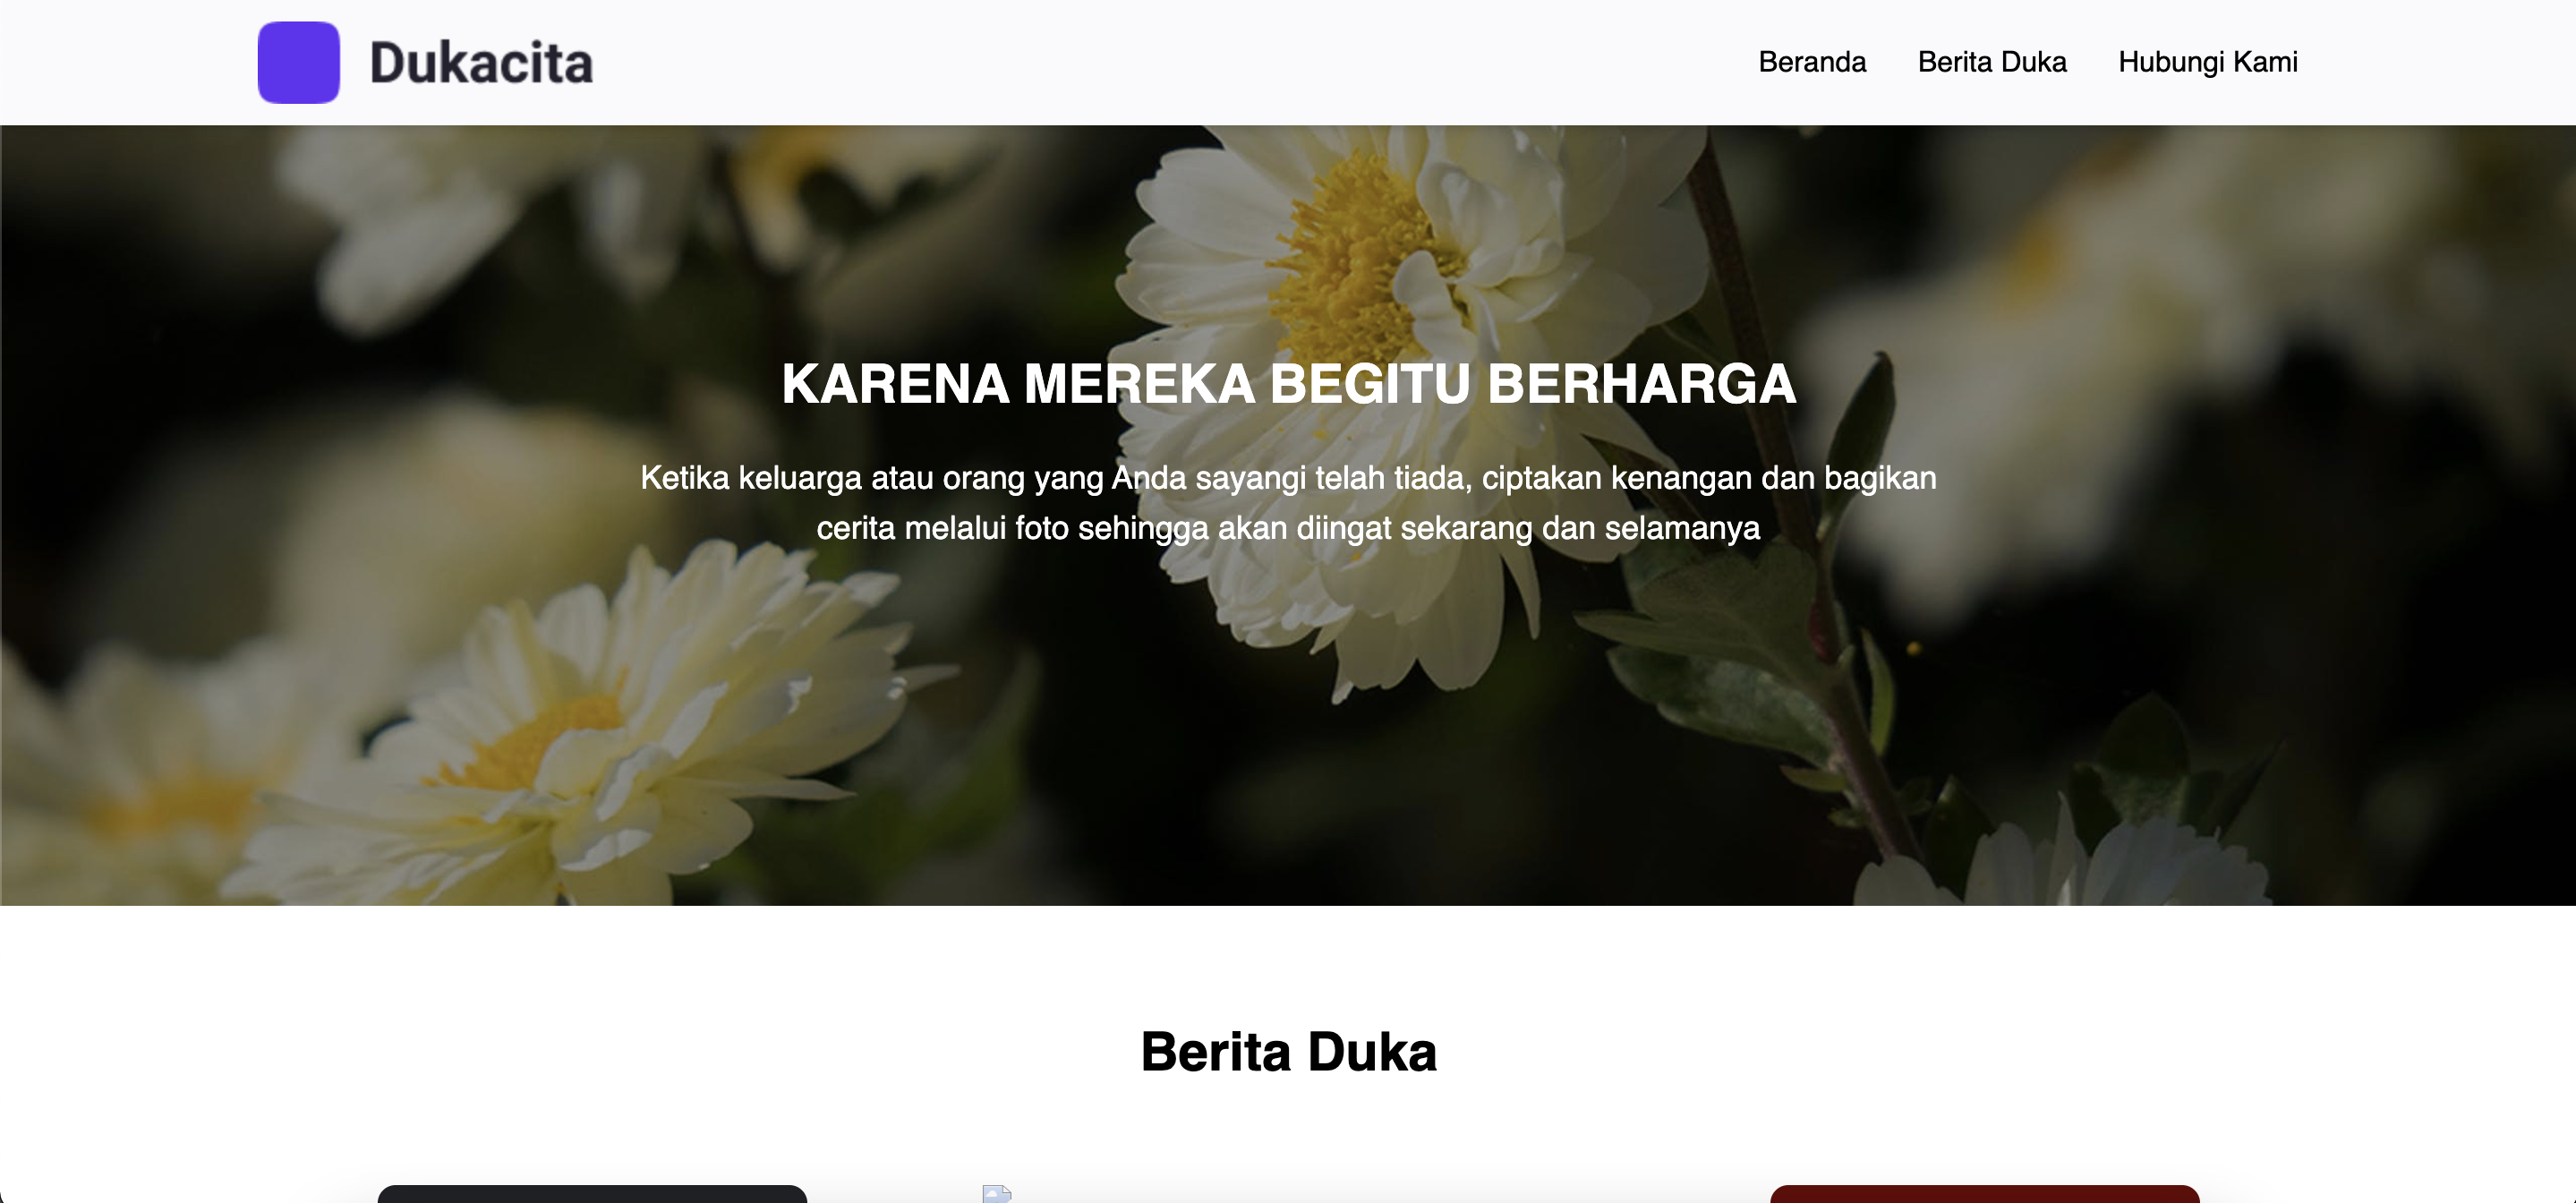 Dukacita
Beranda
Berita Duka
Hubungi Kami
KARENA MEREKA BEGITU BERHARGA
Ketika keluarga atau orang yang Anda sayangi telah tiada, ciptakan kenangan dan bagikan
cerita melalui foto sehingga akan diingat sekarang dan selamanya
Berita Duka